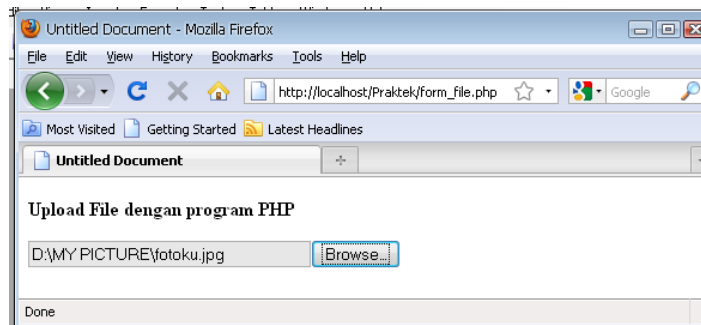 Untitled Document - Mozilla Firefox
File Edit View History Bookmarks Tools Help
http://localhost/Praktek/form_file.php Google
Most Visited Getting Started Latest Headlines
Untitled Document
Upload File dengan program PHP
D:\MY PICTURE\fotoku.jpg Browse...
Done